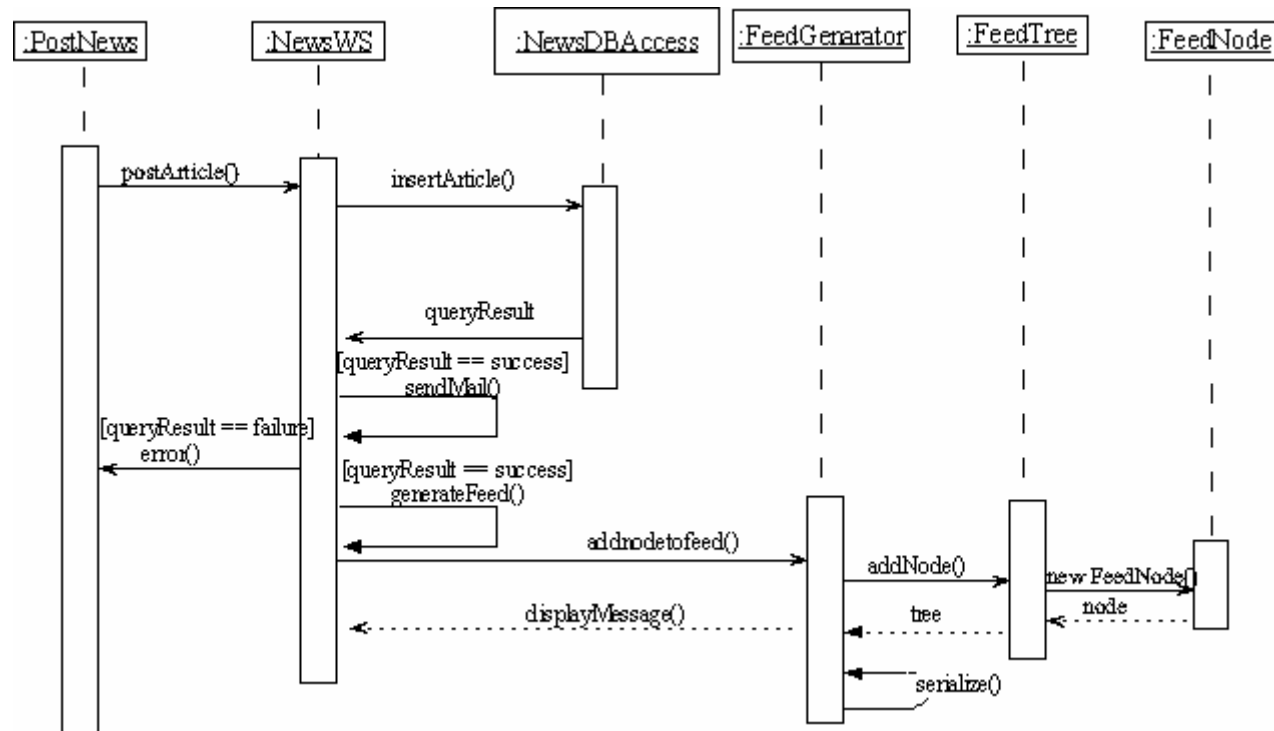 :PostNews
:NewsWS
:NewsDBAccess
:FeedGenarator
:FeedTree
:FeedNode
postArticle()
insertArticle()
queryResult
[queryResult == success]
sendMail()
[queryResult == failure]
error()
[queryResult == success]
generateFeed()
addnodetofeed()
addNode()
new FeedNode()
node
tree
displayMessage()
serialize()